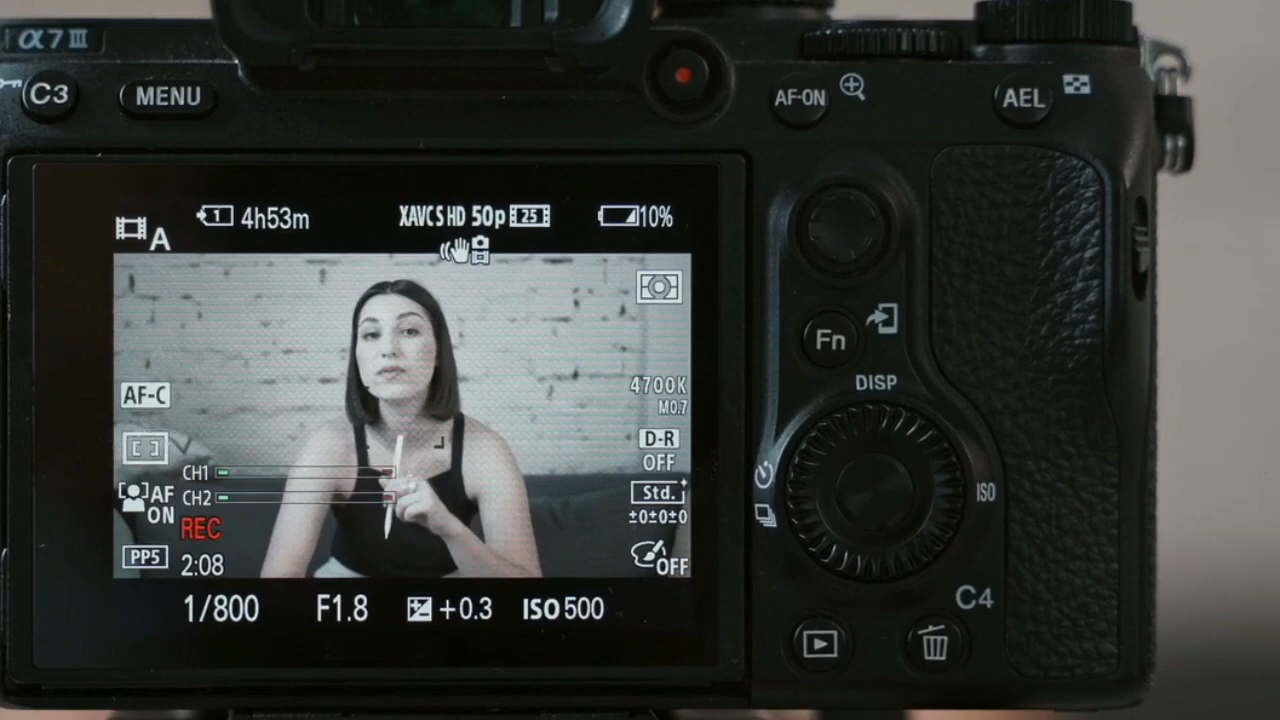 α7III
C3 MENU AF-ON AEL
1 4h53m XAVC S HD 50p 25 10%
A
Fn
DISP
AF-C
4700K
M0.7
D-R
OFF
CH1
CH2
AF
ON
Std.
±0±0±0
ISO
REC
PP5
2:08
OFF
C4
1/800 F1.8 +0.3 ISO 500